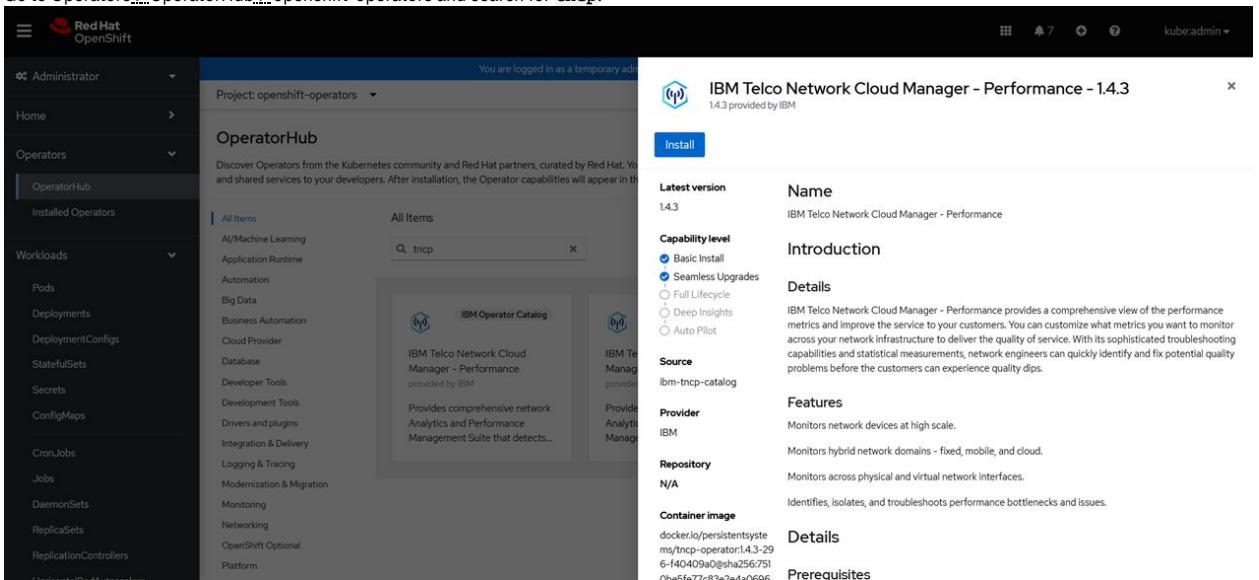 Red Hat
OpenShift
7
kube:admin
Administrator
Home
Operators
OperatorHub
Installed Operators
Workloads
Pods
Deployments
DeploymentConfigs
StatefulSets
Secrets
ConfigMaps
CronJobs
Jobs
DaemonSets
ReplicaSets
ReplicationControllers
You are logged in as a temporary adm
Project: openshift-operators
OperatorHub
Discover Operators from the Kubernetes community and Red Hat partners, curated by Red Hat. Yo
and shared services to your developers. After installation, the Operator capabilities will appear in th
All Items
AI/Machine Learning
Application Runtime
Automation
Big Data
Business Automation
Cloud Provider
Database
Developer Tools
Development Tools
Drivers and plugins
Integration & Delivery
Logging & Tracing
Modernization & Migration
Monitoring
Networking
OpenShift Optional
Platform
All Items
tncp
IBM Operator Catalog
IBM Telco Network Cloud
Manager - Performance
provided by IBM
Provides comprehensive network
Analytics and Performance
Management Suite that detects...
IBM Te
Manag
provide
Provide
Analytic
Manage
IBM Telco Network Cloud Manager - Performance - 1.4.3
1.4.3 provided by IBM
Install
Latest version
1.4.3
Capability level
Basic Install
Seamless Upgrades
Full Lifecycle
Deep Insights
Auto Pilot
Source
ibm-tncp-catalog
Provider
IBM
Repository
N/A
Container image
docker.io/persistentsyste
ms/tncp-operator:1.4.3-29
6-f40409a0@sha256:751
Name
IBM Telco Network Cloud Manager - Performance
Introduction
Details
IBM Telco Network Cloud Manager - Performance provides a comprehensive view of the performance
metrics and improve the service to your customers. You can customize what metrics you want to monitor
across your network infrastructure to deliver the quality of service. With its sophisticated troubleshooting
capabilities and statistical measurements, network engineers can quickly identify and fix potential quality
problems before the customers can experience quality dips.
Features
Monitors network devices at high scale.
Monitors hybrid network domains - fixed, mobile, and cloud.
Monitors across physical and virtual network interfaces.
Identifies, isolates, and troubleshoots performance bottlenecks and issues.
Details
Prerequisites